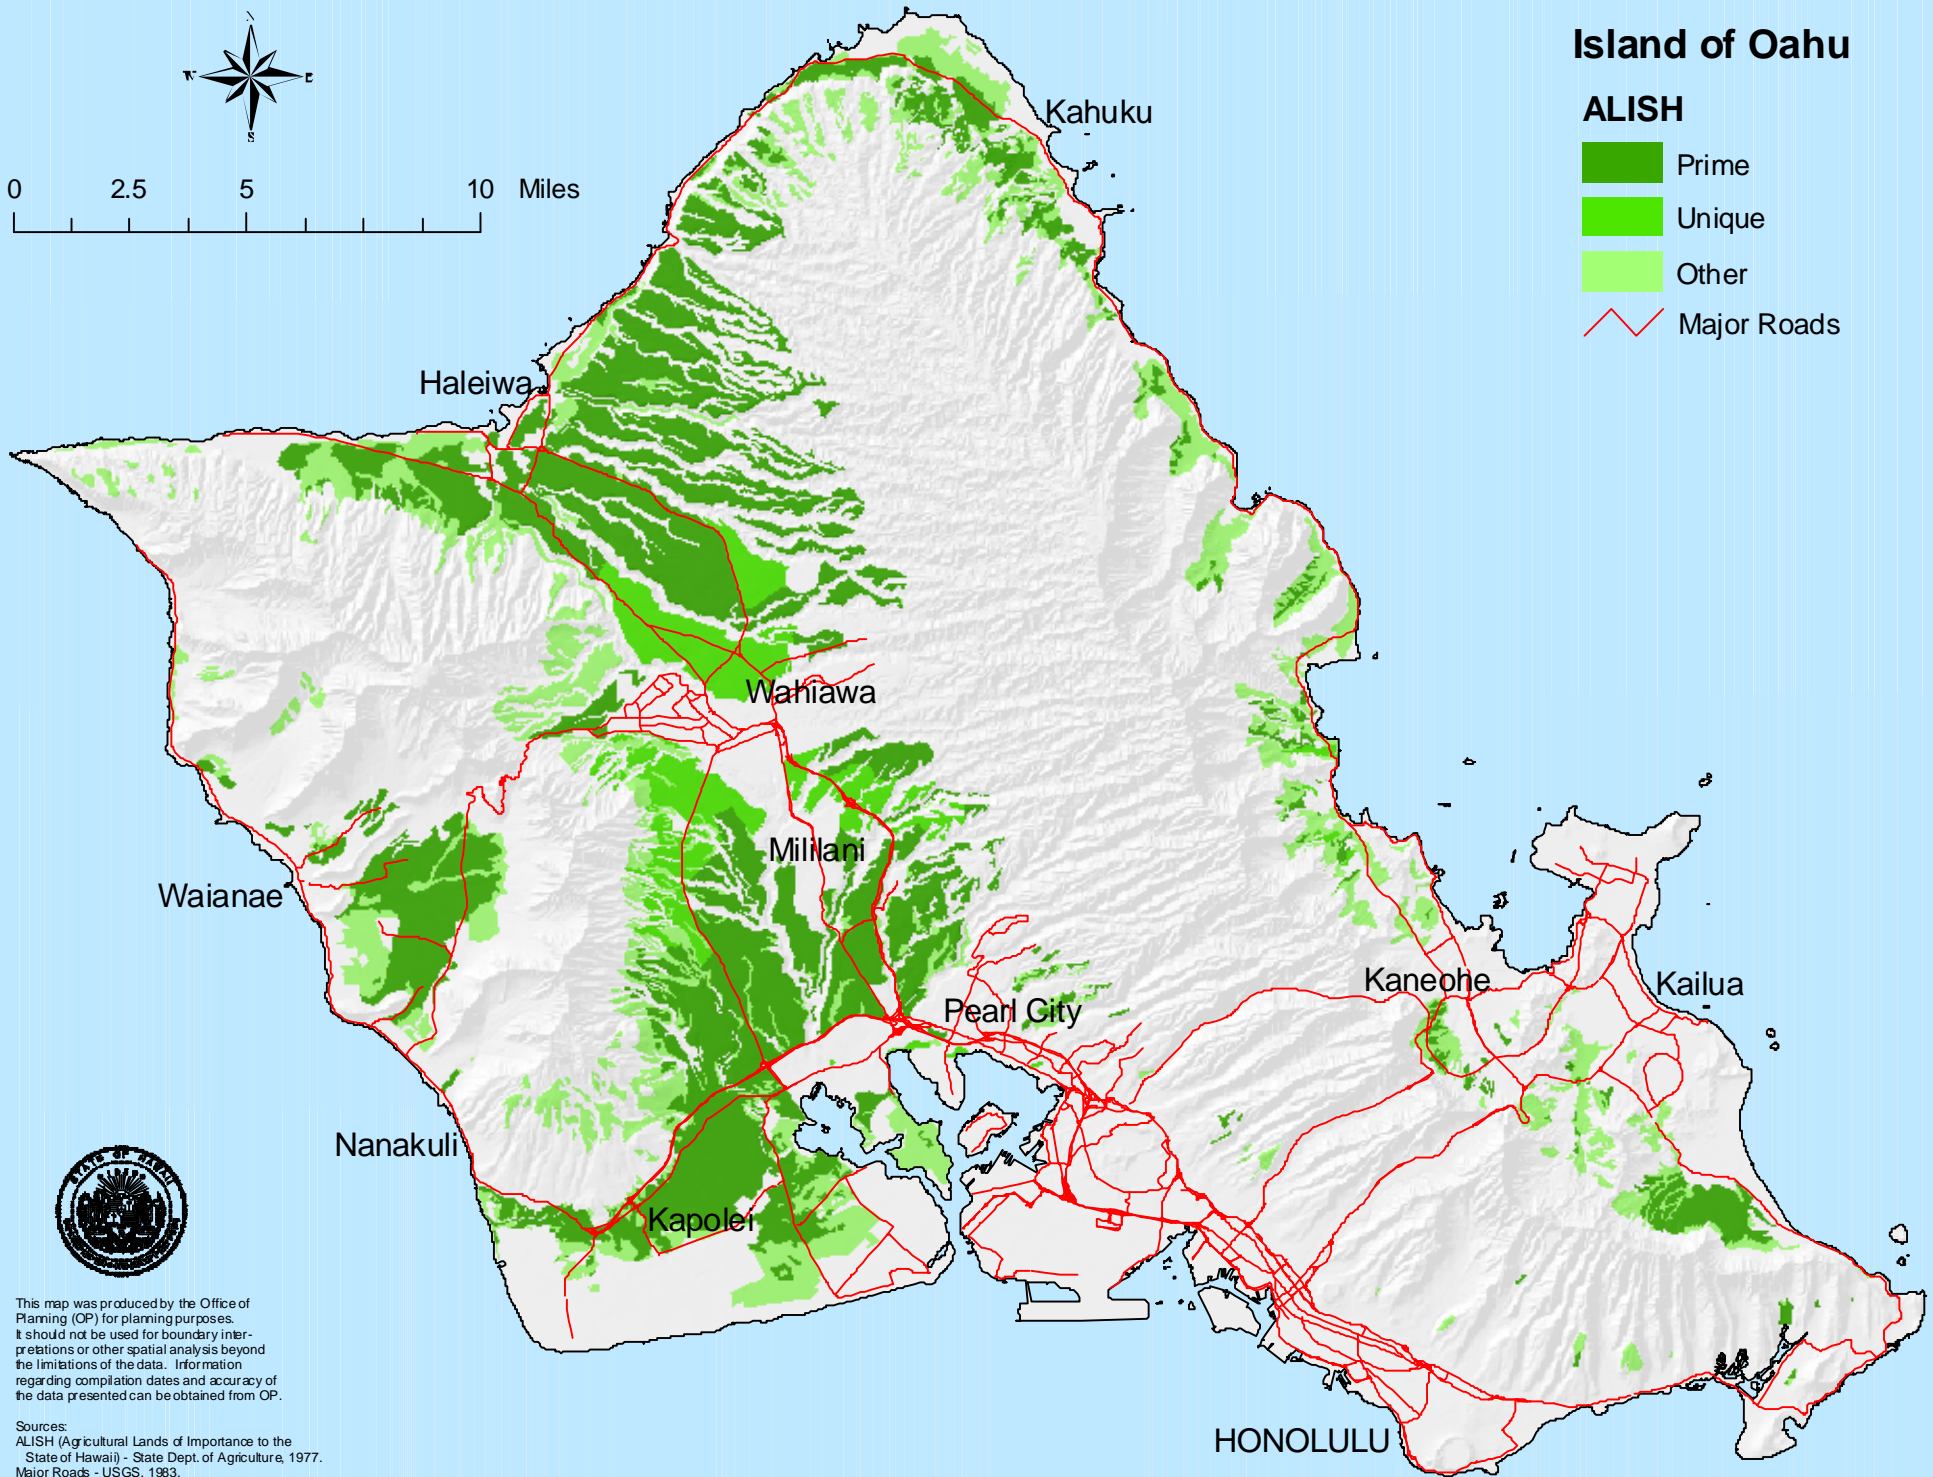 Island of Oahu
ALISH
Prime
Unique
Other
Major Roads
N
W
E
S
0 2.5 5 10 Miles
Kahuku
Haleiwa
Wahiawa
Mililani
Waianae
Kaneohe
Kailua
Pearl City
Nanakuli
Kapolei
HONOLULU
STATE OF HAWAII
This map was produced by the Office of
Planning (OP) for planning purposes.
It should not be used for boundary inter-
pretations or other spatial analysis beyond
the limitations of the data. Information
regarding compilation dates and accuracy of
the data presented can be obtained from OP.
Sources:
ALISH (Agricultural Lands of Importance to the
State of Hawaii) - State Dept. of Agriculture, 1977.
Major Roads - USGS, 1983.